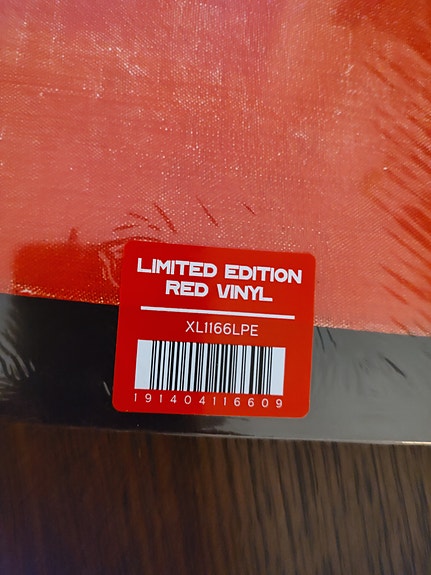 LIMITED EDITION
RED VINYL
XL1166LPE
191404116609